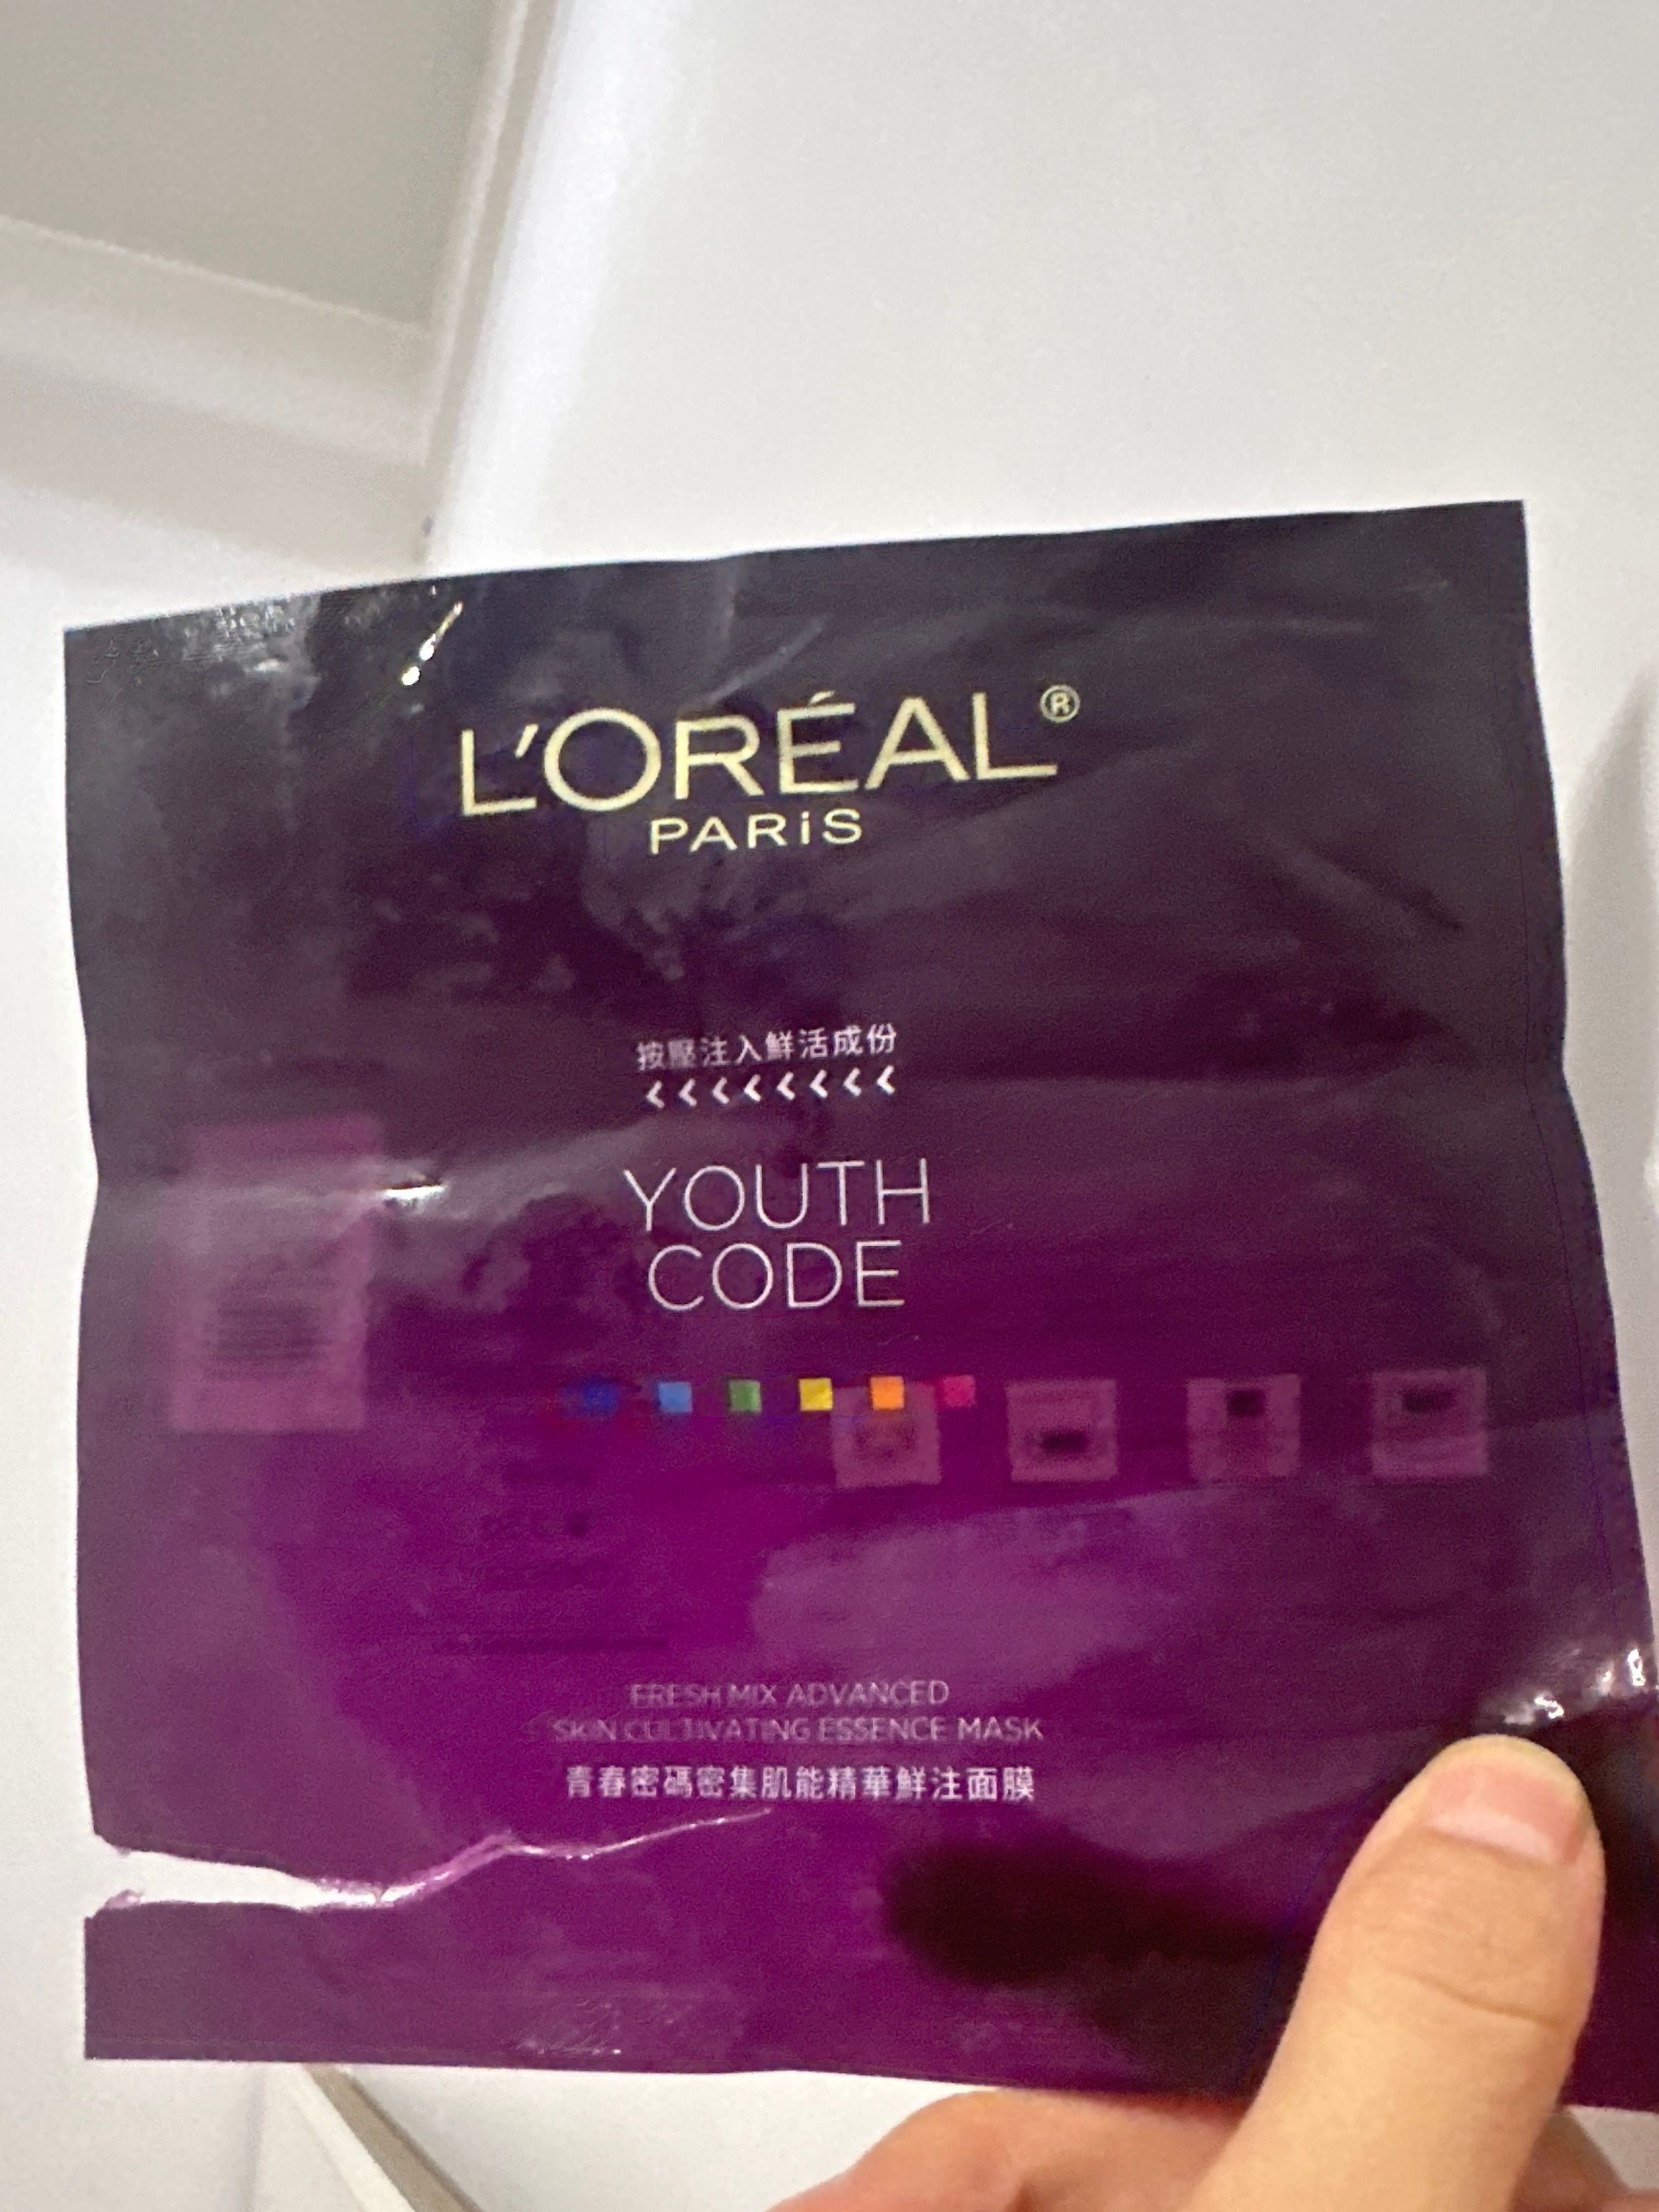 L'ORÉAL®
PARiS
按壓注入鮮活成份
YOUTH
CODE
FRESH MIX ADVANCED
SKIN CULTIVATING ESSENCE MASK
青春密碼密集肌能精華鮮注面膜